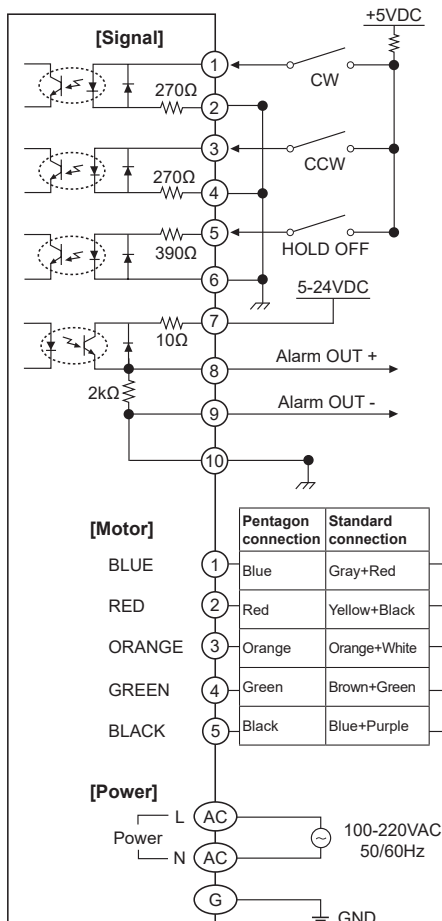 +5VDC
[Signal]
1
CW
270Ω
2
3
CCW
270Ω
4
5
HOLD OFF
390Ω
6
5-24VDC
7
10Ω
8
Alarm OUT +
2kΩ
9
Alarm OUT -
10
[Motor]
Pentagon connection
Standard connection
BLUE 1 Blue Gray+Red
RED 2 Red Yellow+Black
ORANGE 3 Orange Orange+White
GREEN 4 Green Brown+Green
BLACK 5 Black Blue+Purple
[Power]
L AC
Power
N AC
100-220VAC
50/60Hz
G
GND